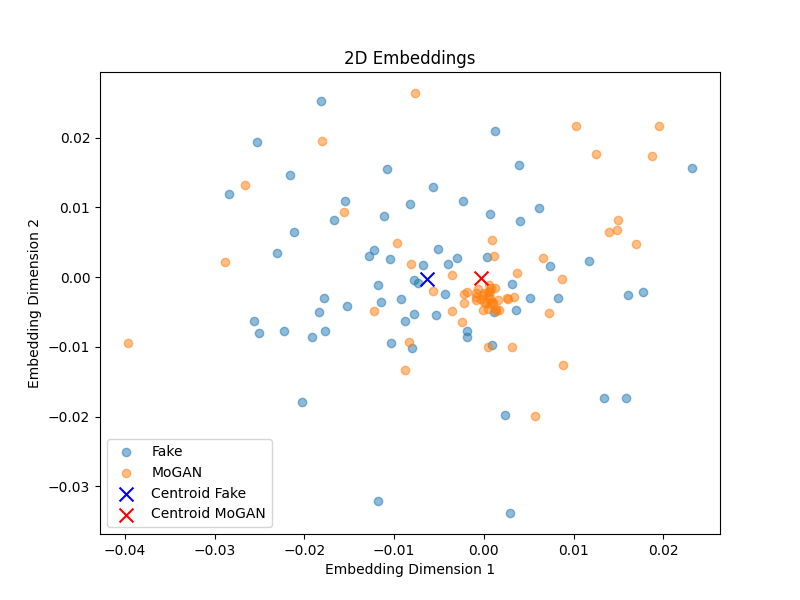 2D Embeddings
Embedding Dimension 2
0.02
0.01
0.00
−0.01
−0.02
−0.03
Fake
MoGAN
Centroid Fake
Centroid MoGAN
−0.04 −0.03 −0.02 −0.01 0.00 0.01 0.02
Embedding Dimension 1